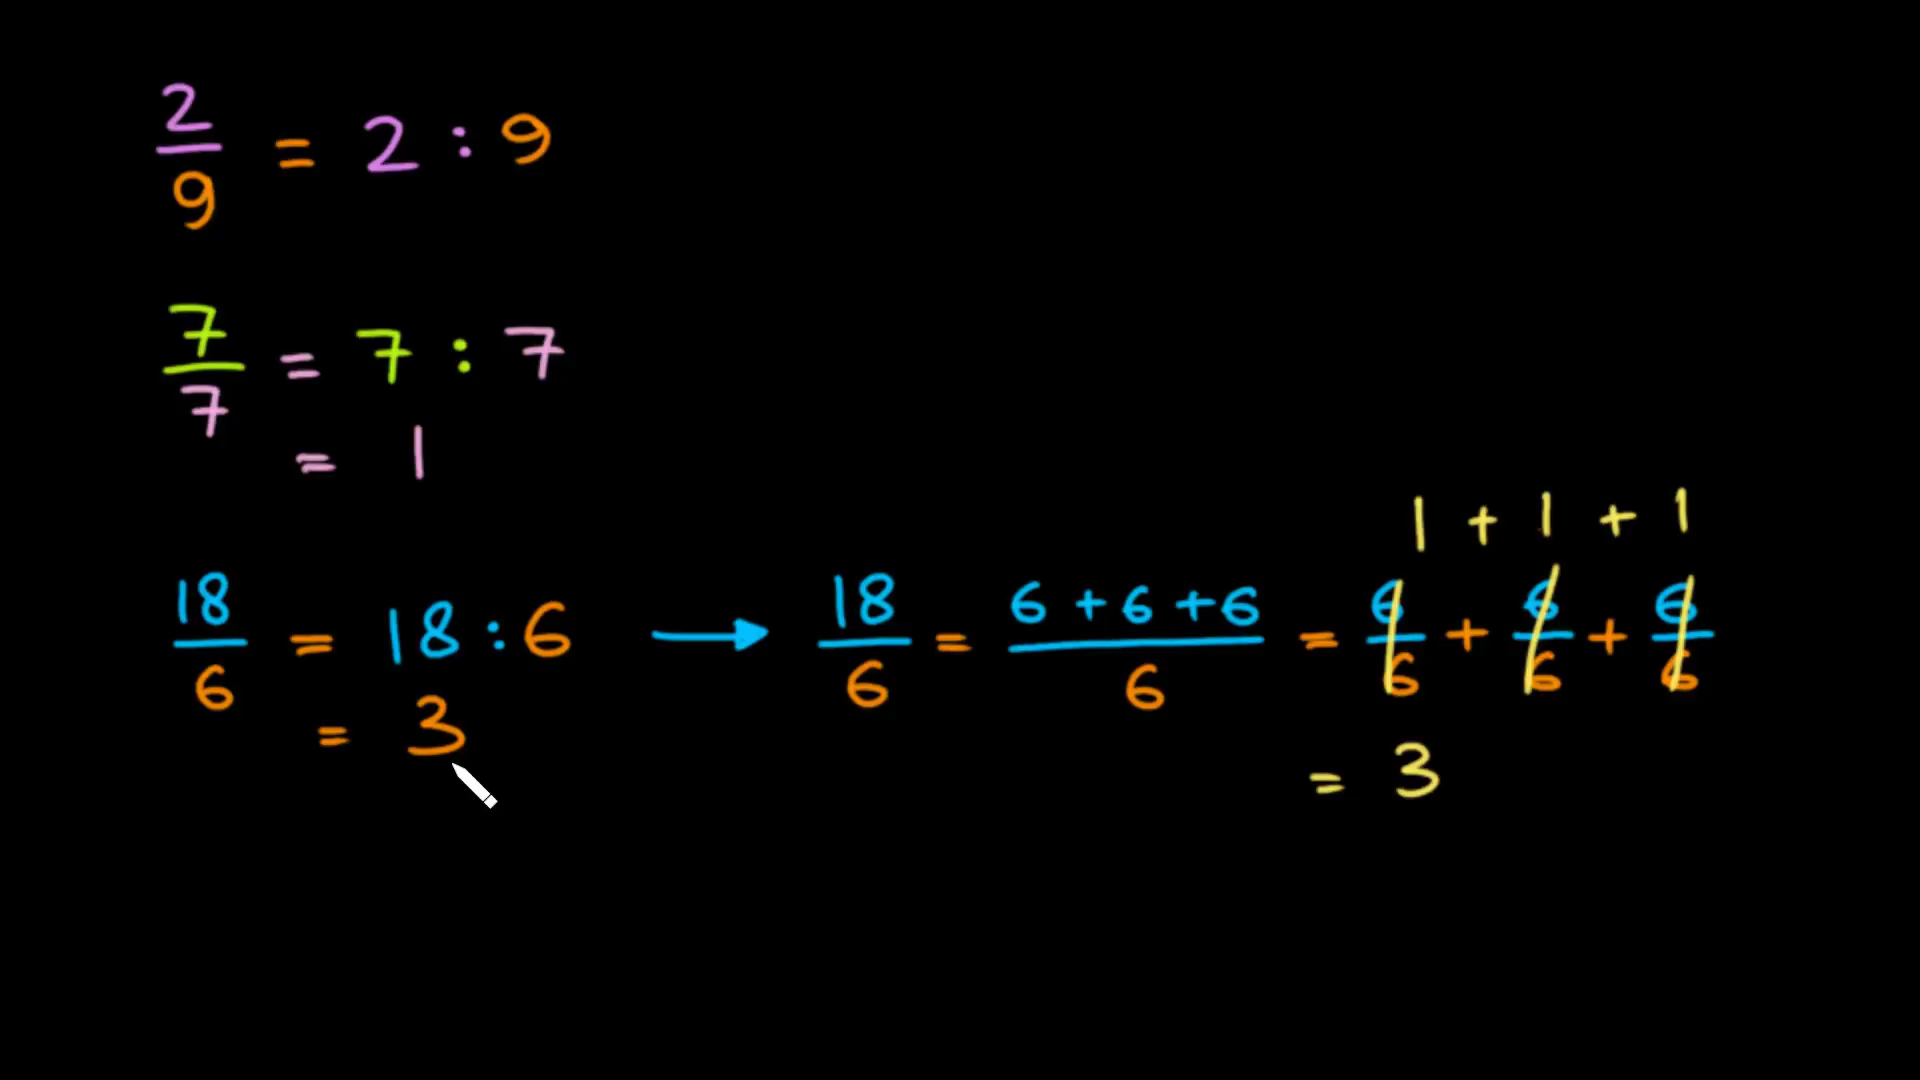 2/9 = 2 : 9
7/7 = 7 : 7
= 1
1 + 1 + 1
18/6 = 18 : 6 → 18/6 = (6 + 6 + 6)/6 = 6/6 + 6/6 + 6/6
= 3
= 3